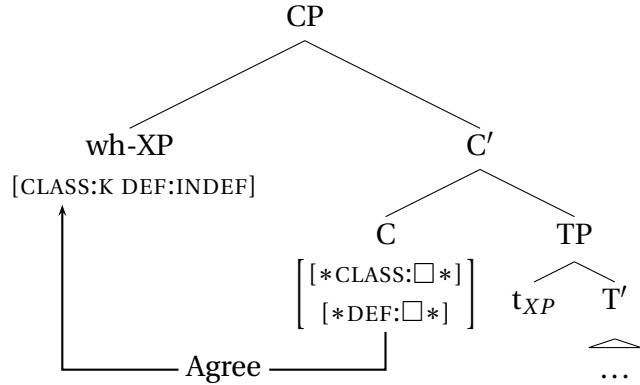 CP
wh-XP C′
[CLASS:K DEF:INDEF]
C TP
[∗CLASS:□∗]
[∗DEF:□∗]
t_XP T′
Agree
…